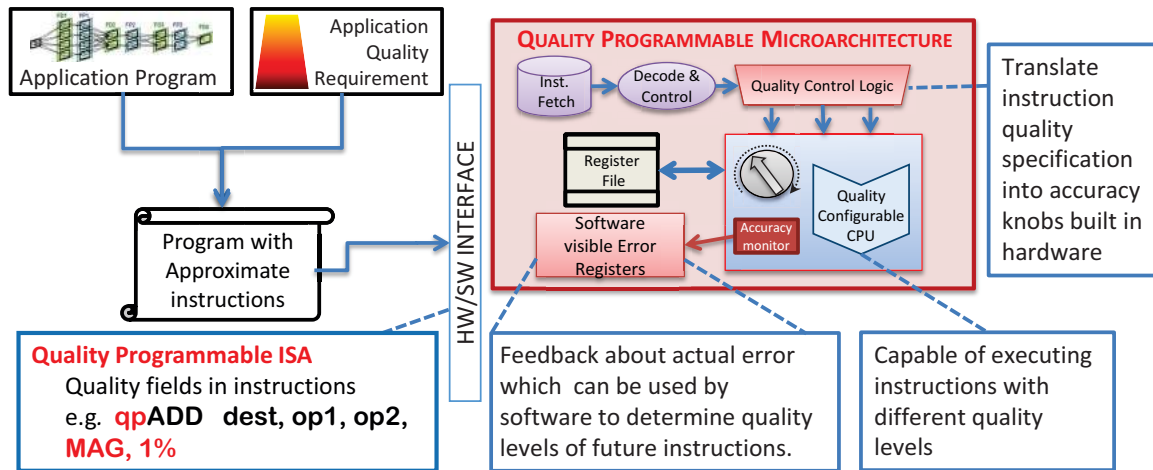 Application Program
Application
Quality
Requirement
Program with
Approximate
instructions
HW/SW INTERFACE
Quality Programmable ISA
Quality fields in instructions
e.g. qpADD dest, op1, op2,
MAG, 1%
QUALITY PROGRAMMABLE MICROARCHITECTURE
Inst.
Fetch
Decode &
Control
Quality Control Logic
Register
File
Quality
Configurable
CPU
Accuracy
monitor
Software
visible Error
Registers
Translate
instruction
quality
specification
into accuracy
knobs built in
hardware
Feedback about actual error
which can be used by
software to determine quality
levels of future instructions.
Capable of executing
instructions with
different quality
levels